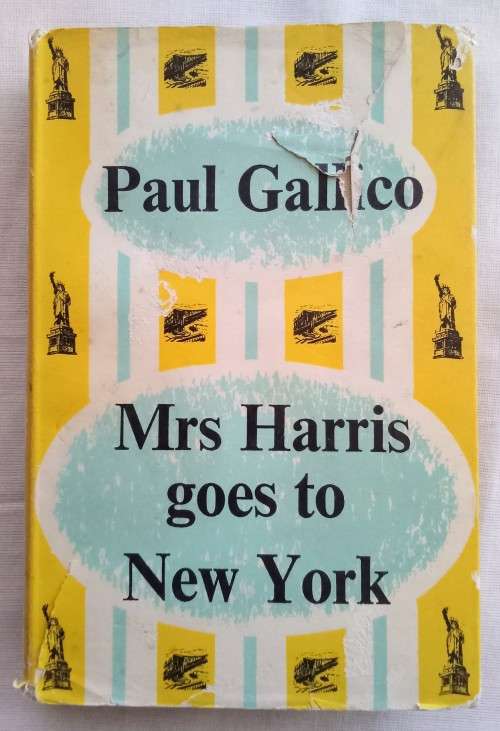 Paul Gallico
Mrs Harris
goes to
New York